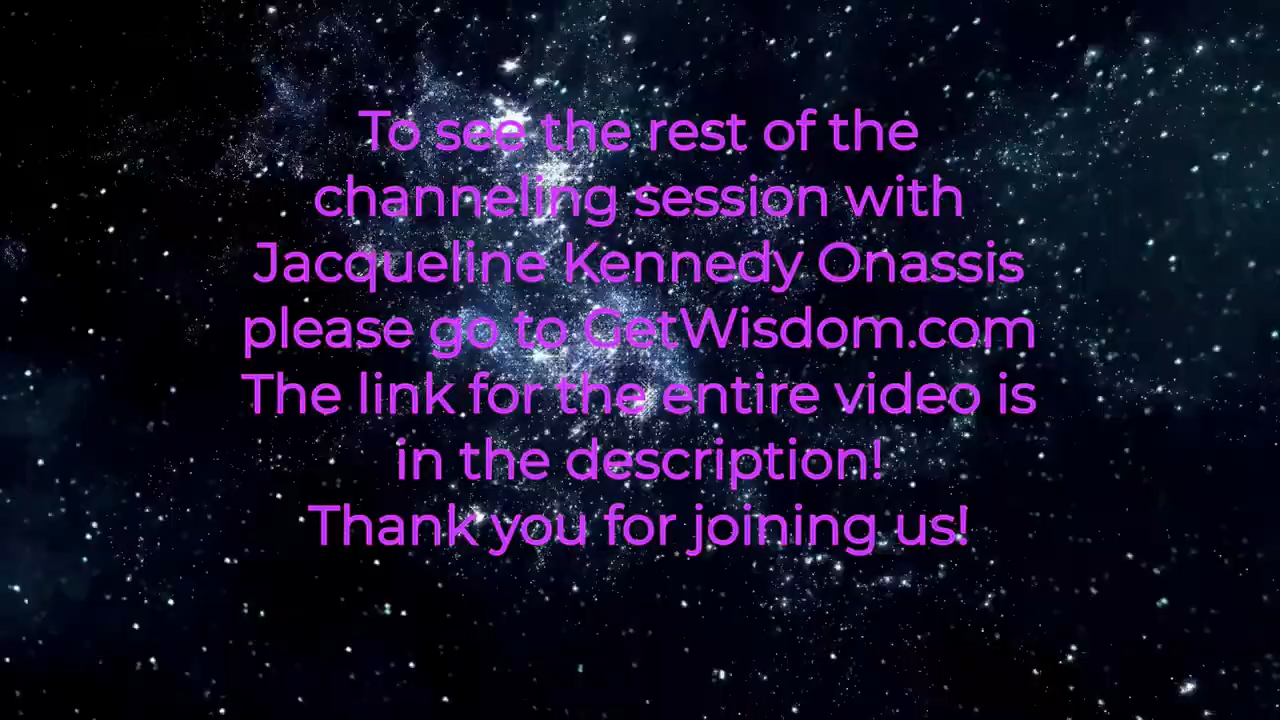 To see the rest of the
channeling session with
Jacqueline Kennedy Onassis
please go to GetWisdom.com
The link for the entire video is
in the description!
Thank you for joining us!